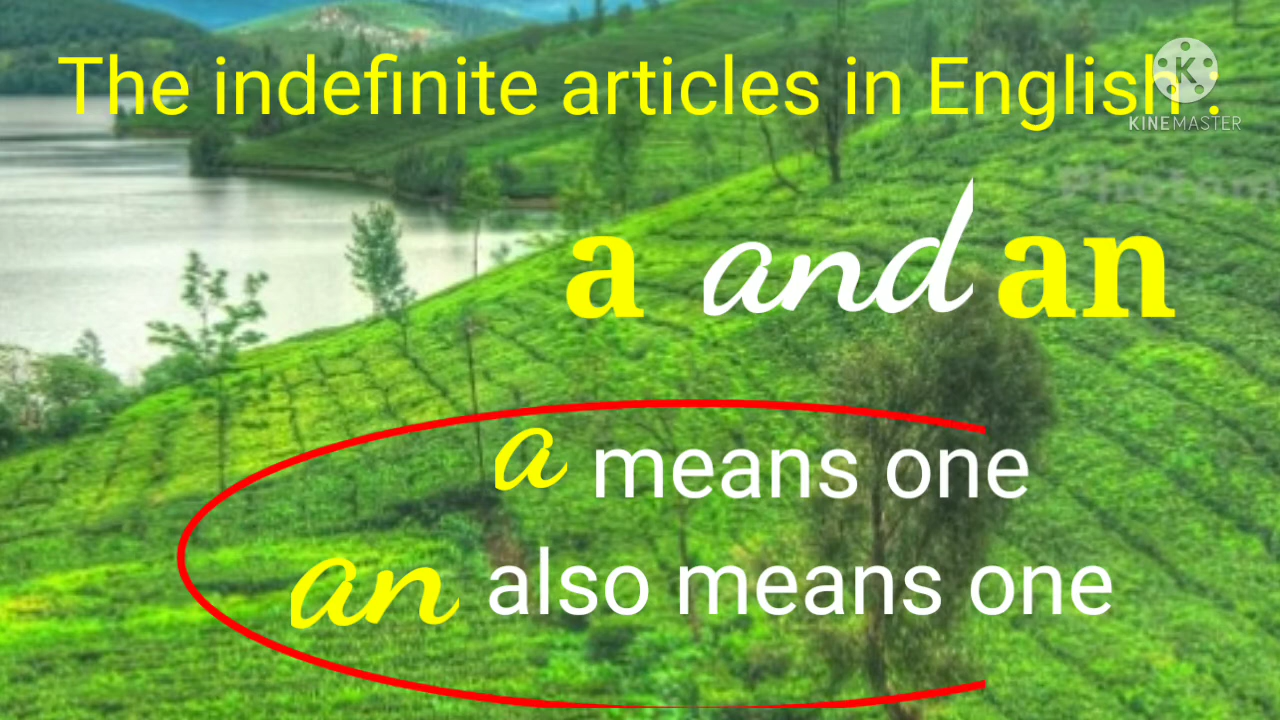 The indefinite articles in English :
KINEMASTER
a and an
a means one
an also means one